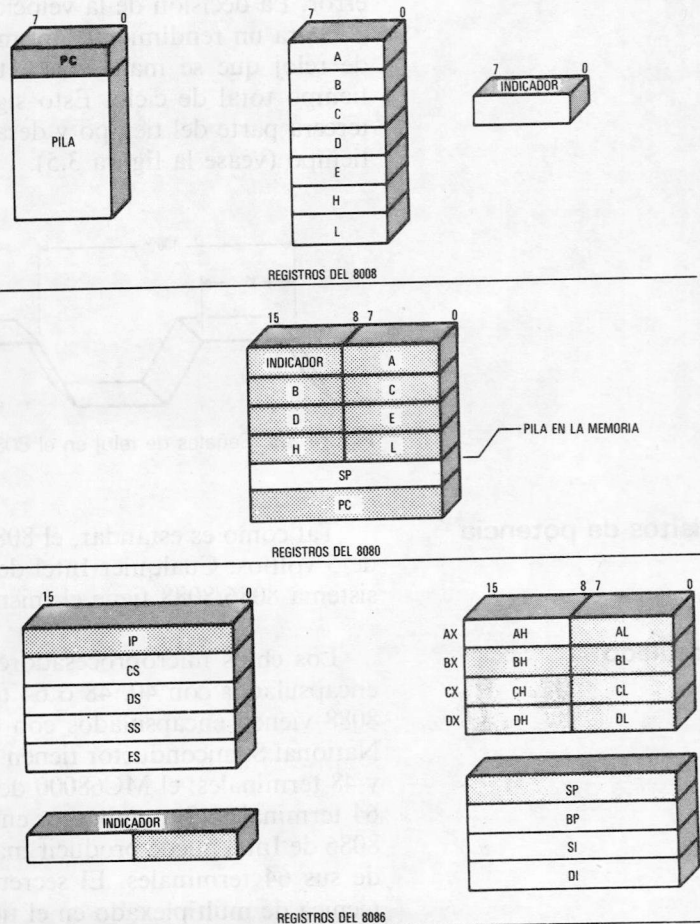 7 0
PC
PILA
7 0
A
B
C
D
E
H
L
7 0
INDICADOR
REGISTROS DEL 8008
15 8 7 0
INDICADOR A
B C
D E
H L
SP
PC
PILA EN LA MEMORIA
REGISTROS DEL 8080
15 0
IP
CS
DS
SS
ES
INDICADOR
15 8 7 0
AX AH AL
BX BH BL
CX CH CL
DX DH DL
SP
BP
SI
DI
REGISTROS DEL 8086